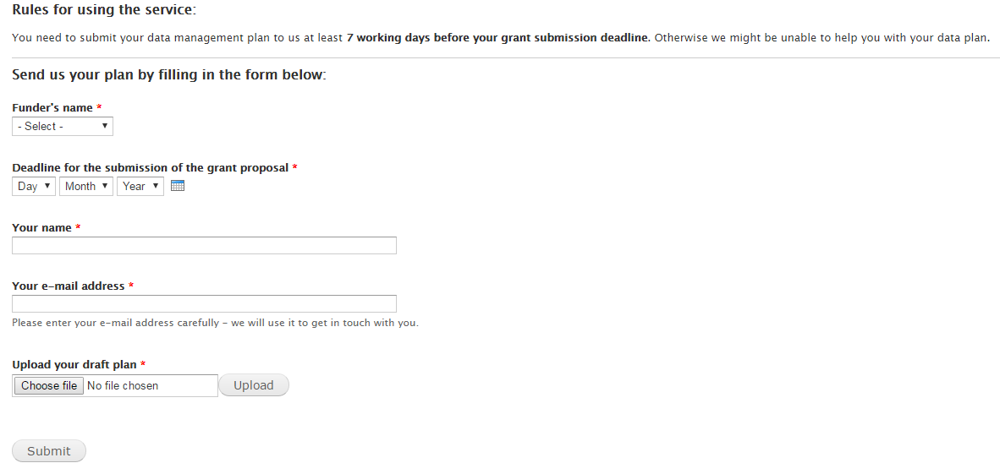 Rules for using the service:
You need to submit your data management plan to us at least 7 working days before your grant submission deadline. Otherwise we might be unable to help you with your data plan.
Send us your plan by filling in the form below:
Funder's name *
- Select -
Deadline for the submission of the grant proposal *
Day Month Year
Your name *
Your e-mail address *
Please enter your e-mail address carefully - we will use it to get in touch with you.
Upload your draft plan *
Choose file No file chosen Upload
Submit